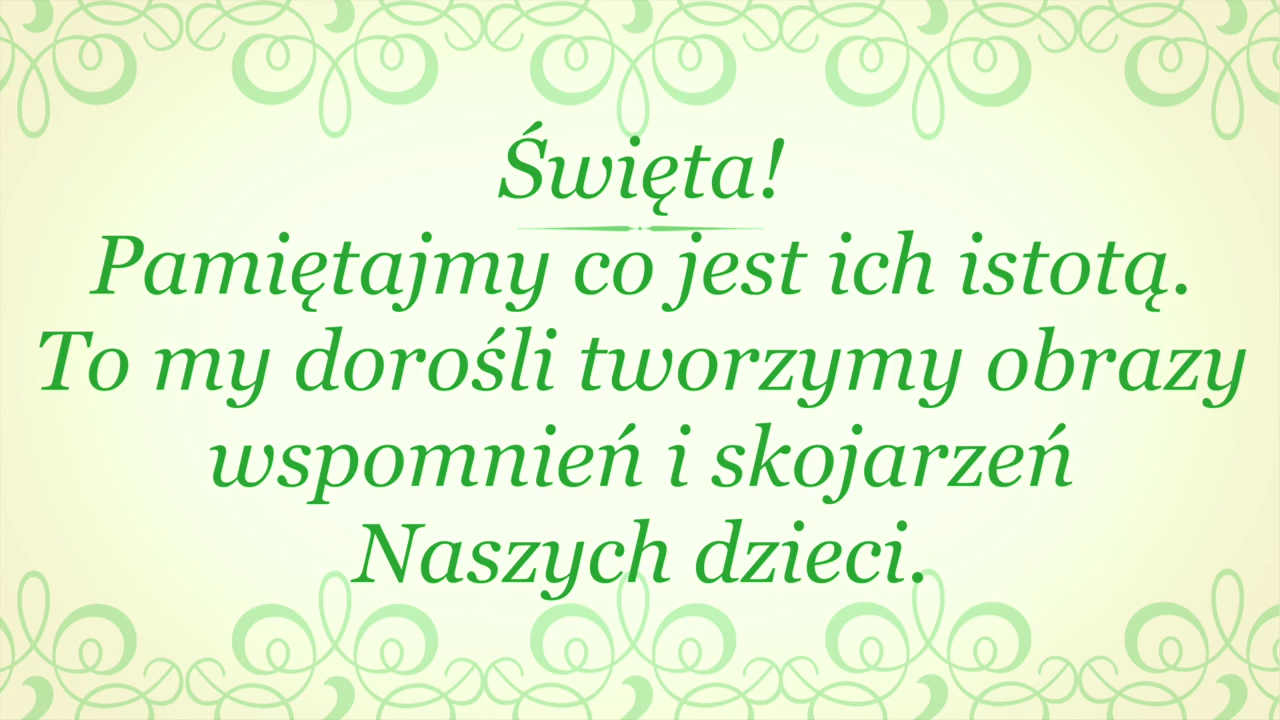 Święta!
Pamiętajmy co jest ich istotą.
To my dorośli tworzymy obrazy
wspomnień i skojarzeń
Naszych dzieci.